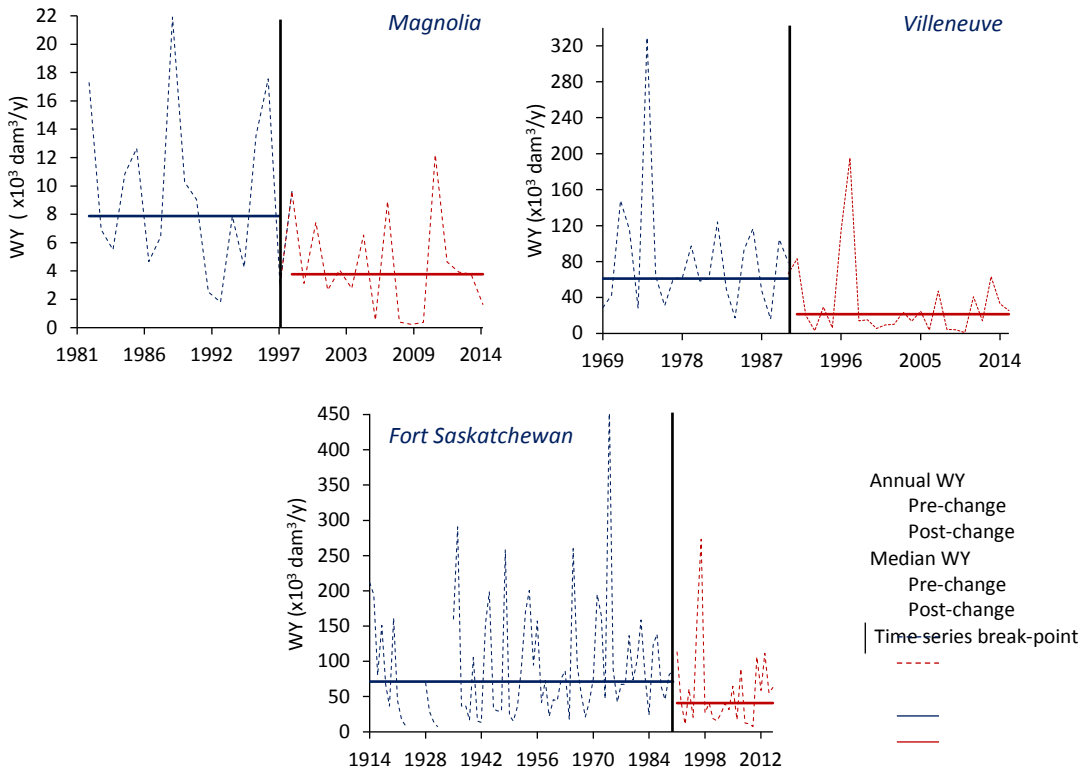 Magnolia
22
20
18
16
14
12
10
8
6
4
2
0
WY ( x10³ dam³/y)
1981 1986 1992 1997 2003 2009 2014
Villeneuve
320
280
240
200
160
120
80
40
0
WY (x10³ dam³/y)
1969 1978 1987 1996 2005 2014
Fort Saskatchewan
450
400
350
300
250
200
150
100
50
0
WY (x10³ dam³/y)
1914 1928 1942 1956 1970 1984 1998 2012
Annual WY
Pre-change
Post-change
Median WY
Pre-change
Post-change
Time series break-point